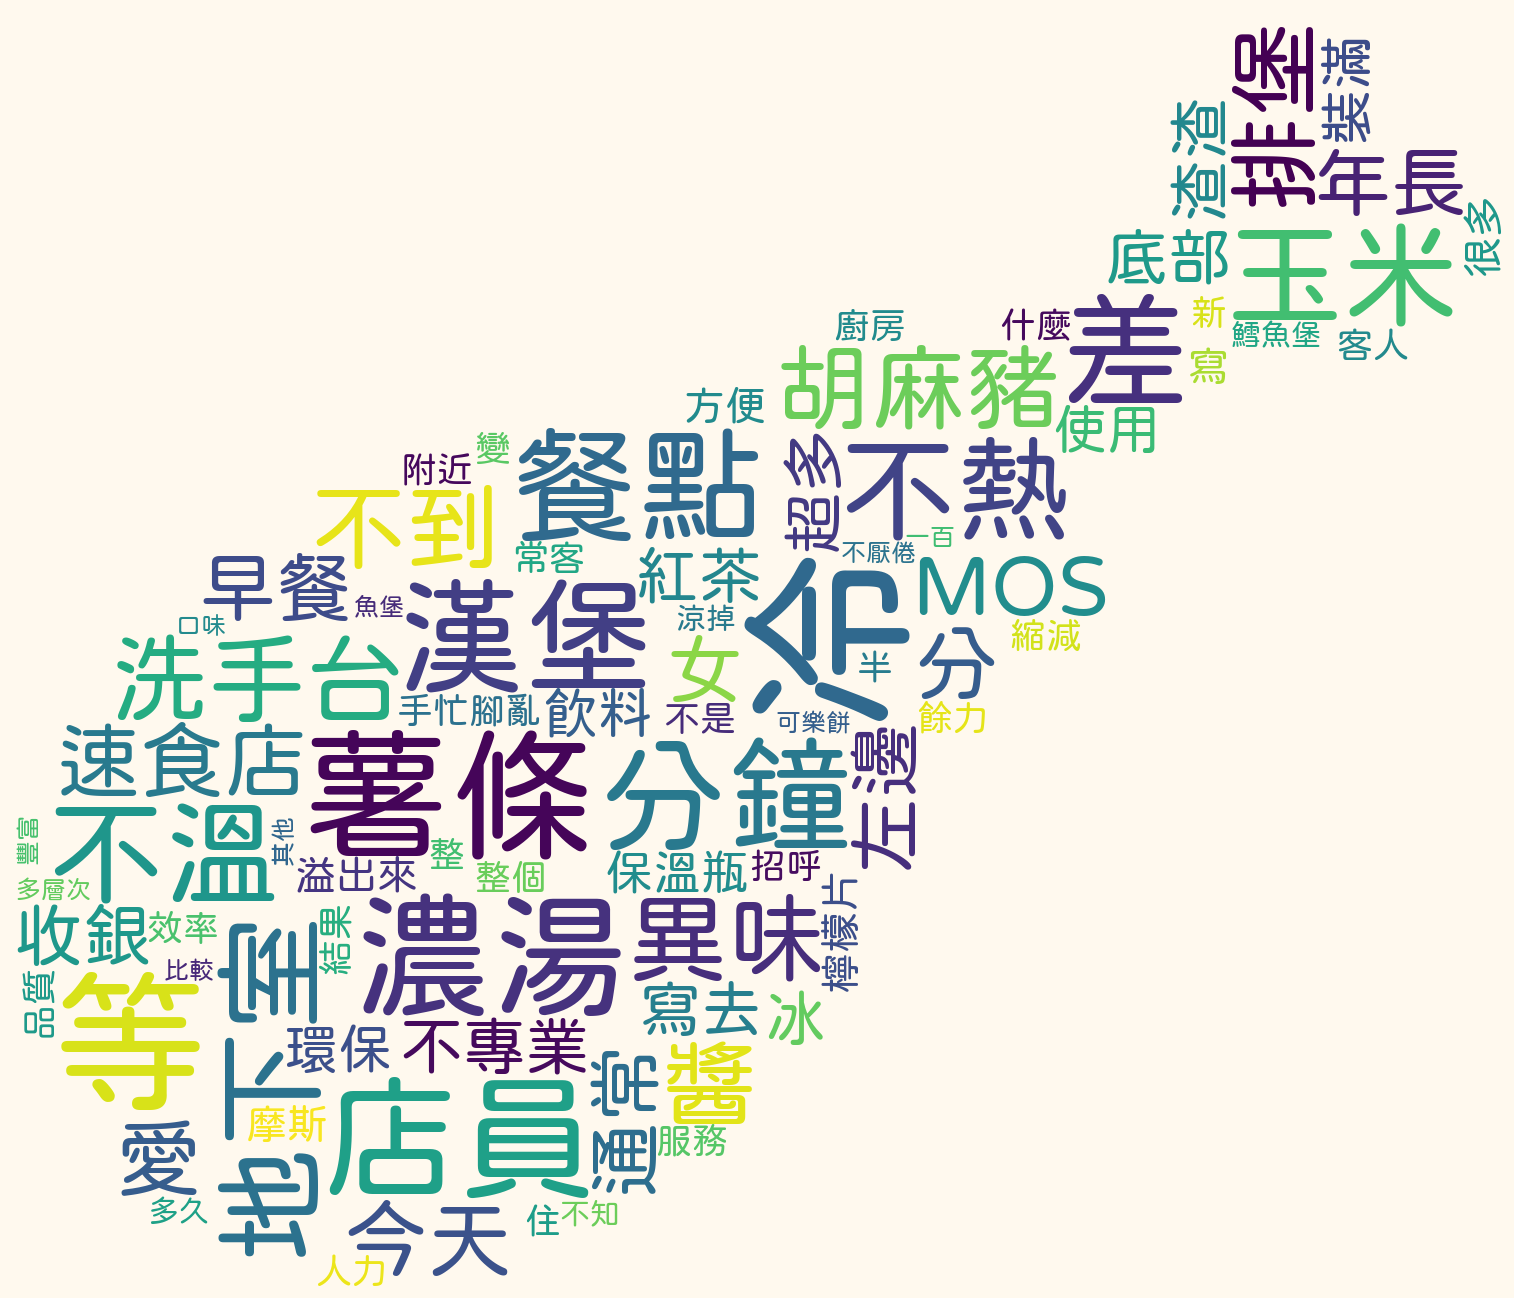 排堡
裝滿
渣渣
年長
很多
底部
玉米
差
新
鱈魚堡
客人
寫
廚房
什麼
胡麻豬
使用
方便
變
附近
餐點
超多
不熱
不到
常客
一百
不厭倦
紅茶
冷
MOS
早餐
魚堡
漢堡
口味
涼掉
縮減
洗手台
女
半
分
手忙腳亂
飲料
不是
可樂餅
餘力
速食店
薯條
分鐘
左邊
不溫
其他
豐富
整
溢出來
整個
保溫瓶
招呼
多層次
收銀
效率
結果
濃湯
異味
檸檬片
比較
品質
等
地下室
寫去
冰
環保
不專業
通常
醬
摩斯
店員
服務
愛
多久
今天
住
不知
人力